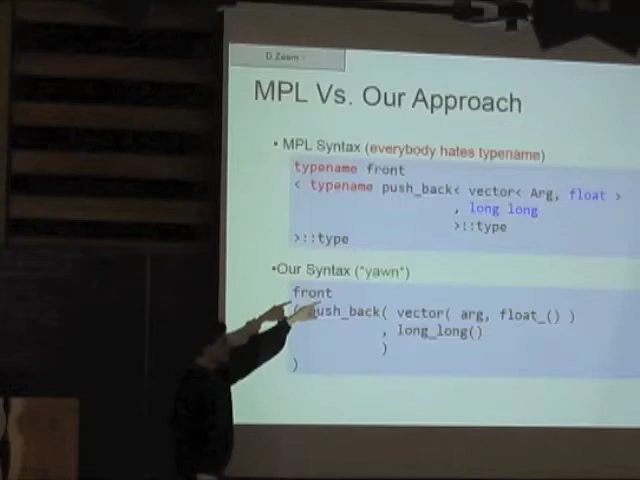 D Zoom
MPL Vs. Our Approach
• MPL Syntax (everybody hates typename)
typename front
< typename push_back< vector< Arg, float >
, long long
>::type
>::type
•Our Syntax ("yawn")
front
( push_back( vector( arg, float_() )
, long_long()
)
)